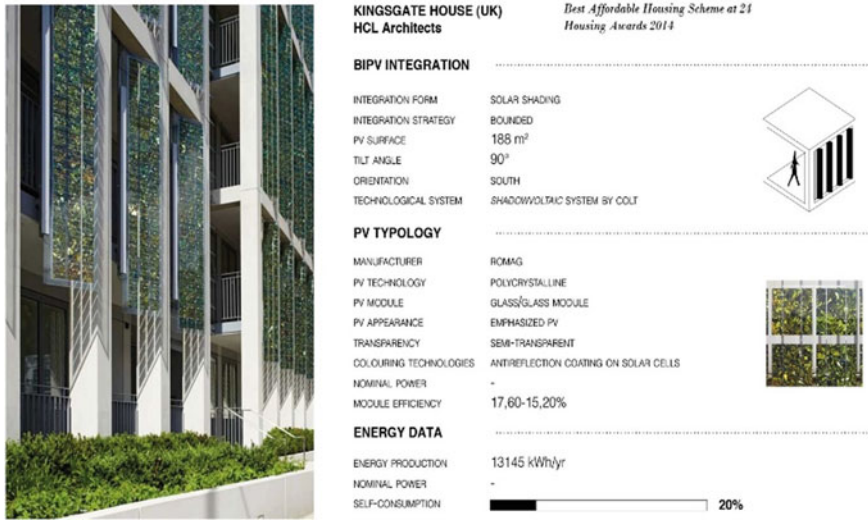 KINGSGATE HOUSE (UK)
HCL Architects
Best Affordable Housing Scheme at 24
Housing Awards 2014
BIPV INTEGRATION
INTEGRATION FORM SOLAR SHADING
INTEGRATION STRATEGY BOUNDED
PV SURFACE 188 m²
TILT ANGLE 90°
ORIENTATION SOUTH
TECHNOLOGICAL SYSTEM SHADOWVOLTAIC SYSTEM BY COLT
PV TYPOLOGY
MANUFACTURER ROMAG
PV TECHNOLOGY POLYCRYSTALLINE
PV MODULE GLASS/GLASS MODULE
PV APPEARANCE EMPHASIZED PV
TRANSPARENCY SEMI-TRANSPARENT
COLOURING TECHNOLOGIES ANTIREFLECTION COATING ON SOLAR CELLS
NOMINAL POWER -
MODULE EFFICIENCY 17,60-15,20%
ENERGY DATA
ENERGY PRODUCTION 13145 kWh/yr
NOMINAL POWER -
SELF-CONSUMPTION 20%